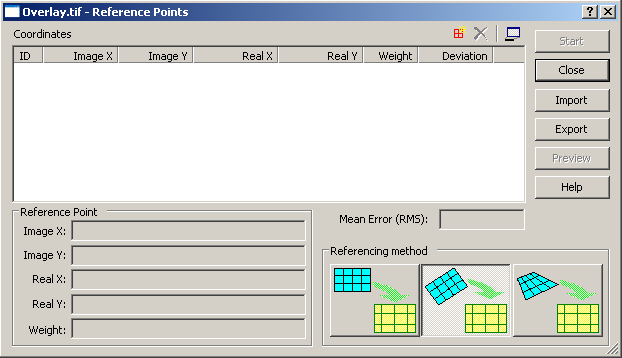 Overlay.tif - Reference Points
Coordinates
ID Image X Image Y Real X Real Y Weight Deviation
Start
Close
Import
Export
Preview
Help
Reference Point
Image X:
Image Y:
Real X:
Real Y:
Weight:
Mean Error (RMS):
Referencing method